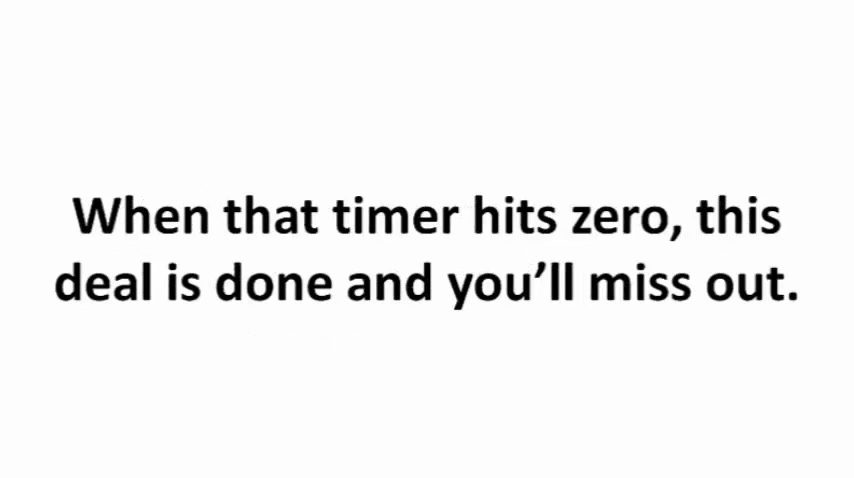 When that timer hits zero, this
deal is done and you’ll miss out.